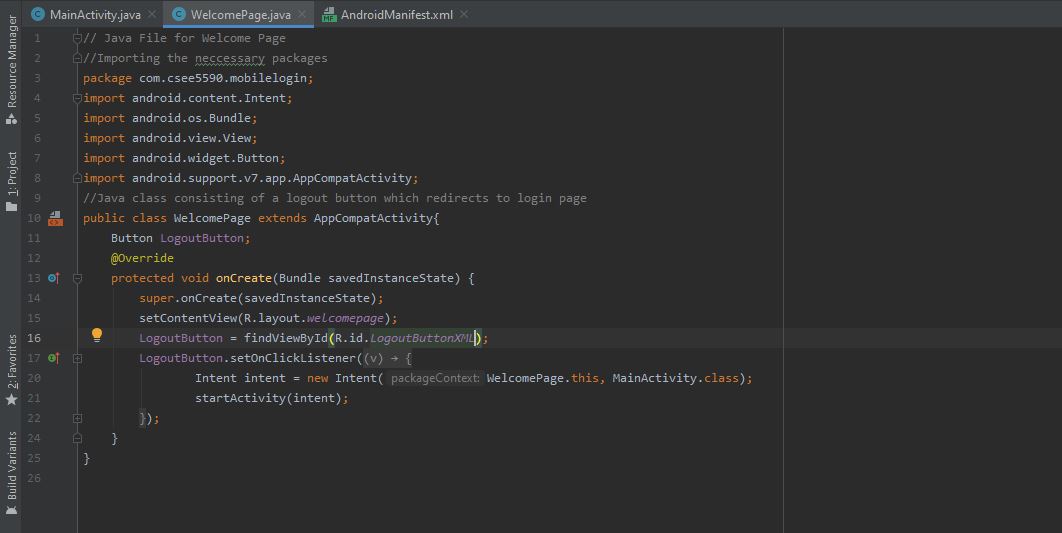 MainActivity.java
WelcomePage.java
AndroidManifest.xml
Resource Manager
1: Project
2: Favorites
Build Variants
1 // Java File for Welcome Page
2 //Importing the neccessary packages
3 package com.csee5590.mobilelogin;
4 import android.content.Intent;
5 import android.os.Bundle;
6 import android.view.View;
7 import android.widget.Button;
8 import android.support.v7.app.AppCompatActivity;
9 //Java class consisting of a logout button which redirects to login page
10 public class WelcomePage extends AppCompatActivity{
11 Button LogoutButton;
12 @Override
13 protected void onCreate(Bundle savedInstanceState) {
14 super.onCreate(savedInstanceState);
15 setContentView(R.layout.welcomepage);
16 LogoutButton = findViewById(R.id.LogoutButtonXML);
17 LogoutButton.setOnClickListener((v) → {
20 Intent intent = new Intent( packageContext: WelcomePage.this, MainActivity.class);
21 startActivity(intent);
22 });
24 }
25 }
26